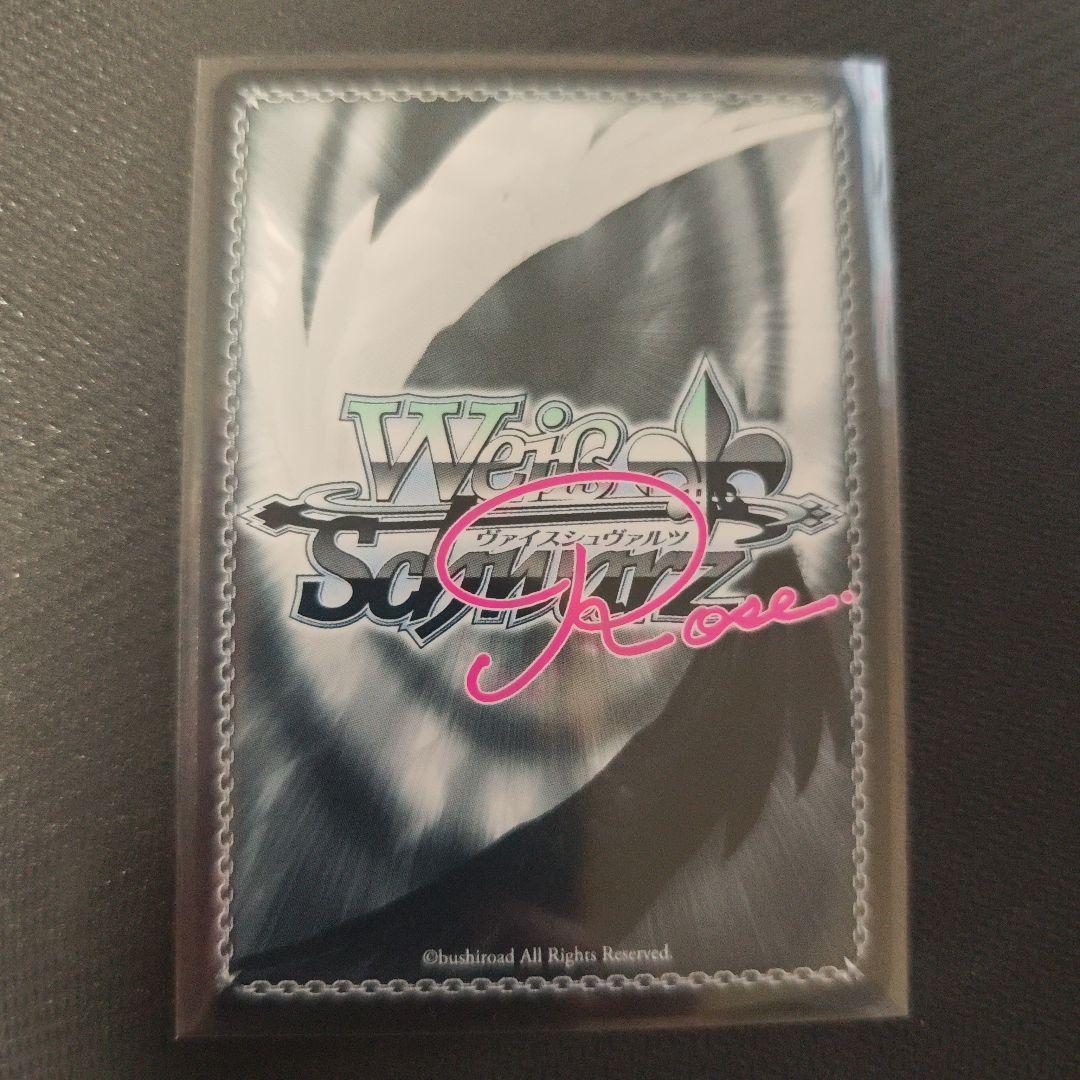 Weiß
ヴァイスシュヴァルツ
Schwarz
Rose.
©bushiroad All Rights Reserved.